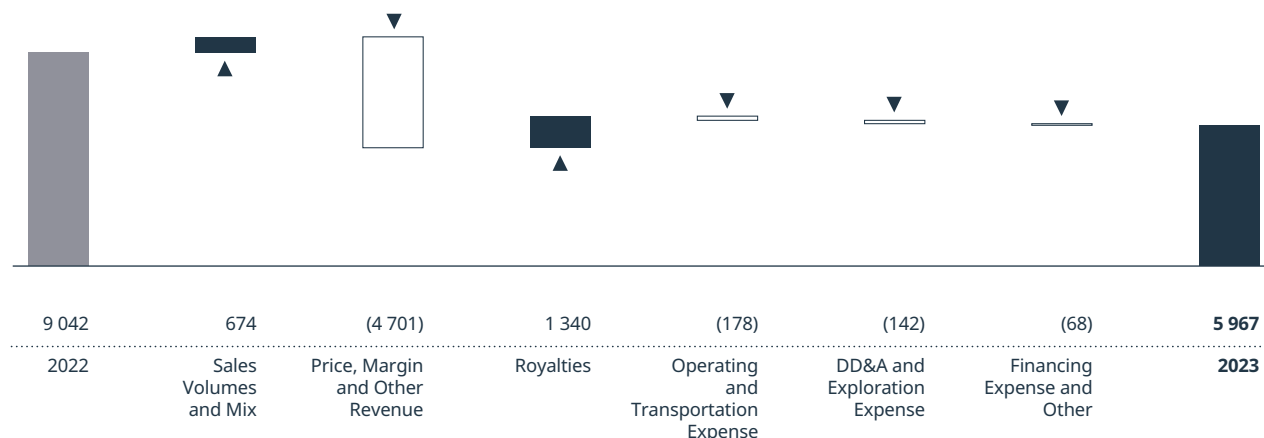 9 042 674 (4 701) 1 340 (178) (142) (68) 5 967
2022 Sales Price, Margin Royalties Operating DD&A and Financing 2023
Volumes and Other and Exploration Expense and
and Mix Revenue Transportation Expense Other
Expense